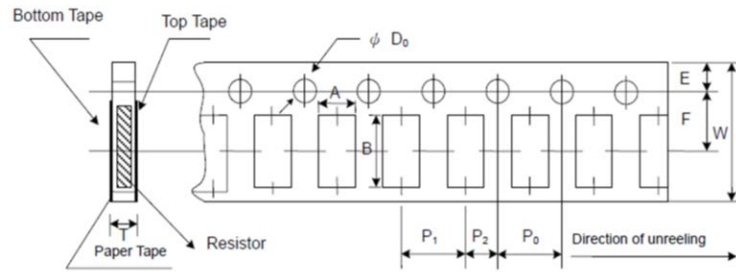 Bottom Tape
Top Tape
ψ D₀
A
B
E
F
W
T
Paper Tape
Resistor
P₁
P₂
P₀
Direction of unreeling